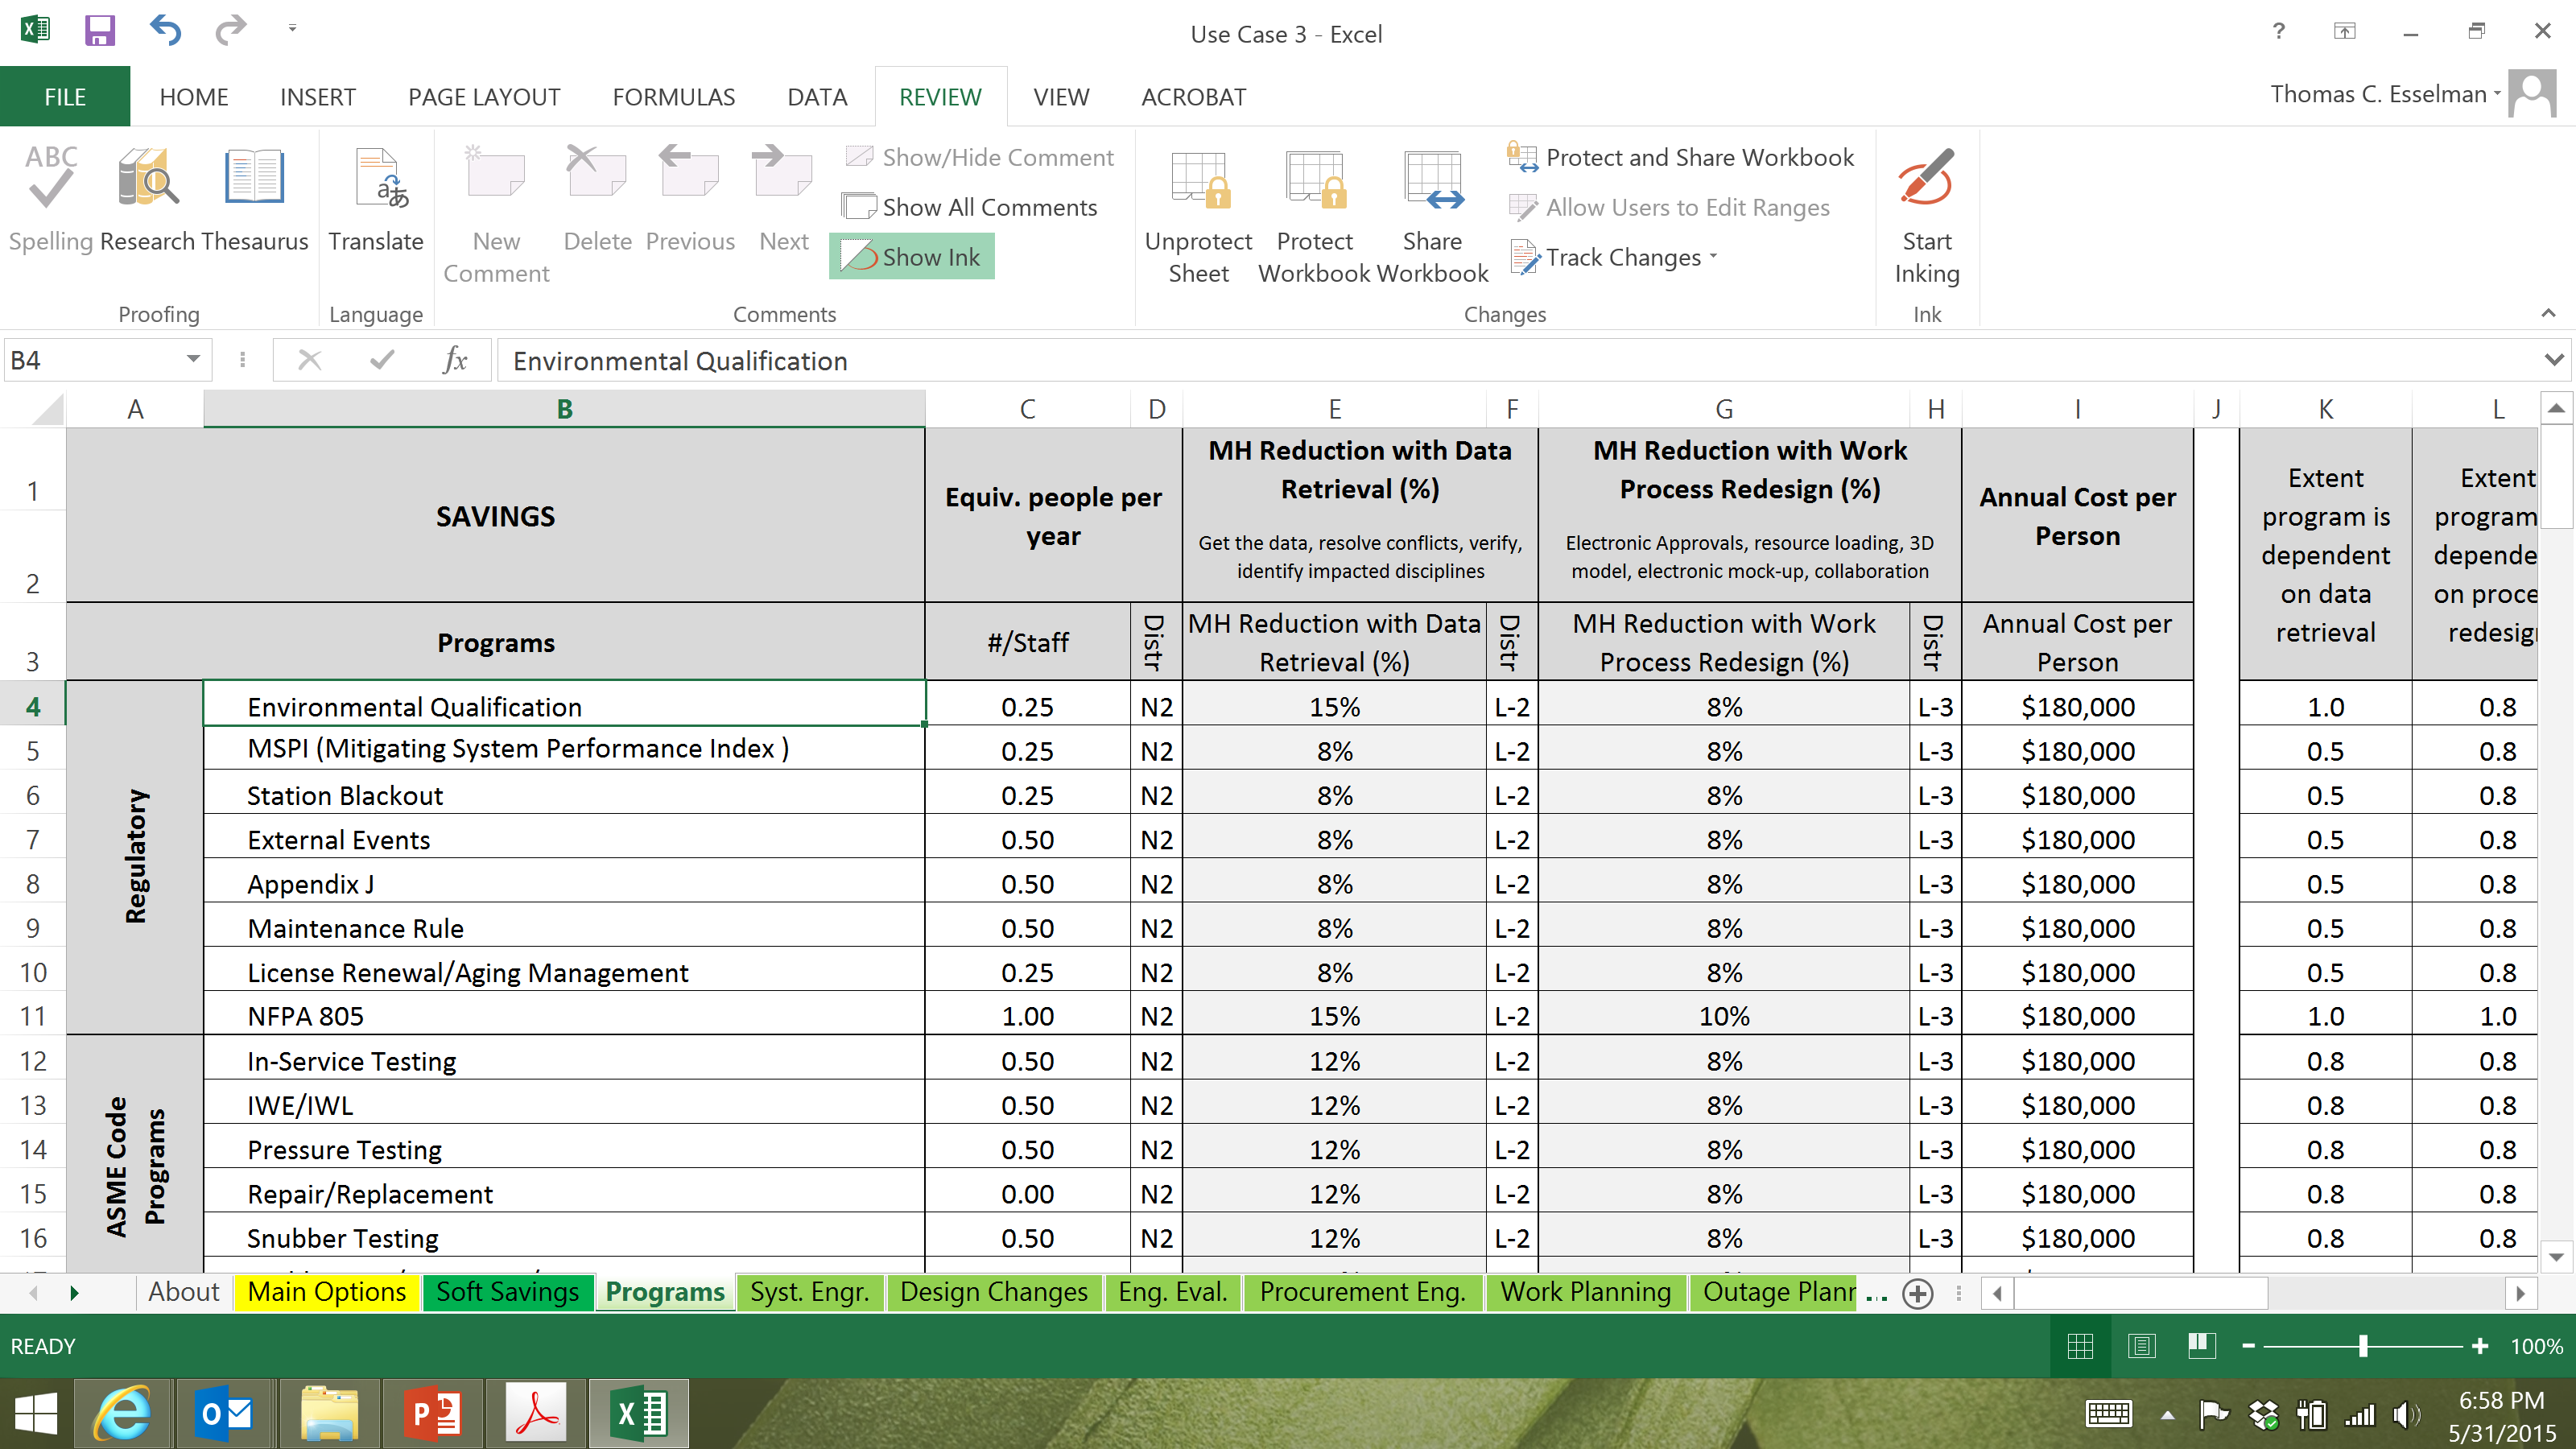 Use Case 3 - Excel
?
FILE HOME INSERT PAGE LAYOUT FORMULAS DATA REVIEW VIEW ACROBAT
Thomas C. Esselman
ABC
Spelling Research Thesaurus
Proofing
Translate
Language
New Comment
Delete Previous Next
Show/Hide Comment
Show All Comments
Show Ink
Comments
Unprotect Sheet
Protect Workbook
Share Workbook
Protect and Share Workbook
Allow Users to Edit Ranges
Track Changes
Changes
Start Inking
Ink
B4 fx Environmental Qualification
A B C D E F G H I J K L
1
2
3
SAVINGS
Equiv. people per year
MH Reduction with Data Retrieval (%)
Get the data, resolve conflicts, verify, identify impacted disciplines
MH Reduction with Work Process Redesign (%)
Electronic Approvals, resource loading, 3D model, electronic mock-up, collaboration
Annual Cost per Person
Extent program is dependent on data retrieval
Extent program depende on proce redesig
Programs
#/Staff
Distr
MH Reduction with Data Retrieval (%)
Distr
MH Reduction with Work Process Redesign (%)
Distr
Annual Cost per Person
Regulatory
4 Environmental Qualification 0.25 N2 15% L-2 8% L-3 $180,000 1.0 0.8
5 MSPI (Mitigating System Performance Index ) 0.25 N2 8% L-2 8% L-3 $180,000 0.5 0.8
6 Station Blackout 0.25 N2 8% L-2 8% L-3 $180,000 0.5 0.8
7 External Events 0.50 N2 8% L-2 8% L-3 $180,000 0.5 0.8
8 Appendix J 0.50 N2 8% L-2 8% L-3 $180,000 0.5 0.8
9 Maintenance Rule 0.50 N2 8% L-2 8% L-3 $180,000 0.5 0.8
10 License Renewal/Aging Management 0.25 N2 8% L-2 8% L-3 $180,000 0.5 0.8
11 NFPA 805 1.00 N2 15% L-2 10% L-3 $180,000 1.0 1.0
ASME Code Programs
12 In-Service Testing 0.50 N2 12% L-2 8% L-3 $180,000 0.8 0.8
13 IWE/IWL 0.50 N2 12% L-2 8% L-3 $180,000 0.8 0.8
14 Pressure Testing 0.50 N2 12% L-2 8% L-3 $180,000 0.8 0.8
15 Repair/Replacement 0.00 N2 12% L-2 8% L-3 $180,000 0.8 0.8
16 Snubber Testing 0.50 N2 12% L-2 8% L-3 $180,000 0.8 0.8
About Main Options Soft Savings Programs Syst. Engr. Design Changes Eng. Eval. Procurement Eng. Work Planning Outage Planr ...
READY
100%
6:58 PM
5/31/2015